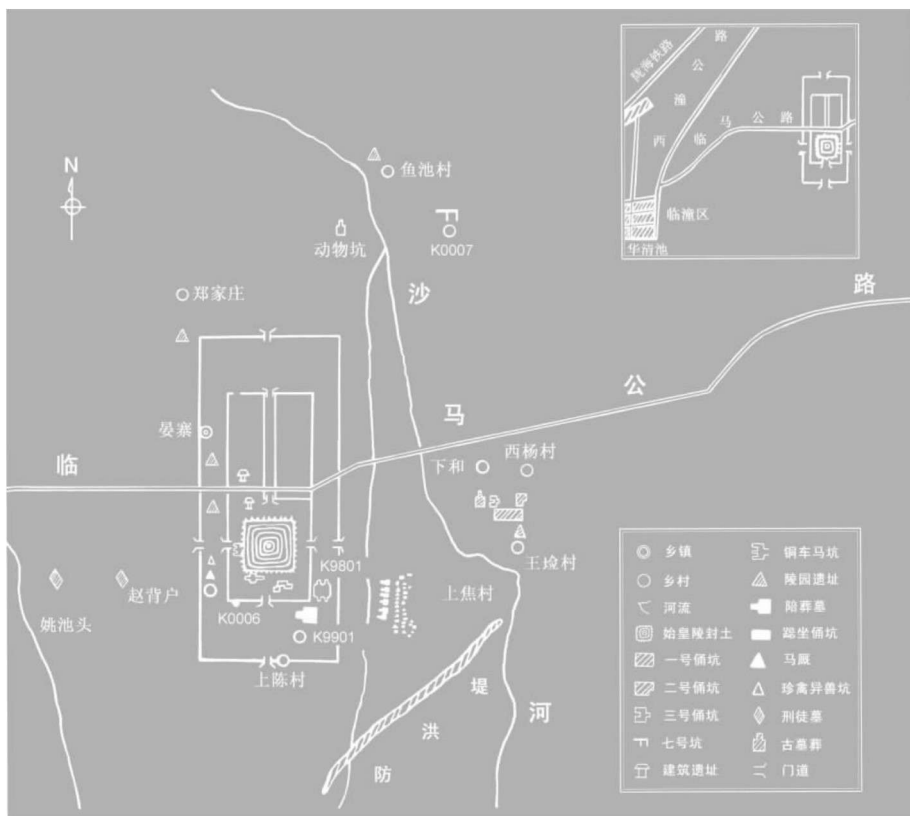 陇海铁路
西潼公路
临马公路
临潼区
华清池
N
鱼池村
动物坑
K0007
郑家庄
沙
河
临
马
公
路
晏寨
下和
西杨村
王㙓村
K9801
上焦村
姚池头
赵背户
K0006
K9901
上陈村
防
洪
堤
乡镇
乡村
河流
始皇陵封土
一号俑坑
二号俑坑
三号俑坑
七号坑
建筑遗址
铜车马坑
陵园遗址
陪葬墓
跽坐俑坑
马厩
珍禽异兽坑
刑徒墓
古墓葬
门道